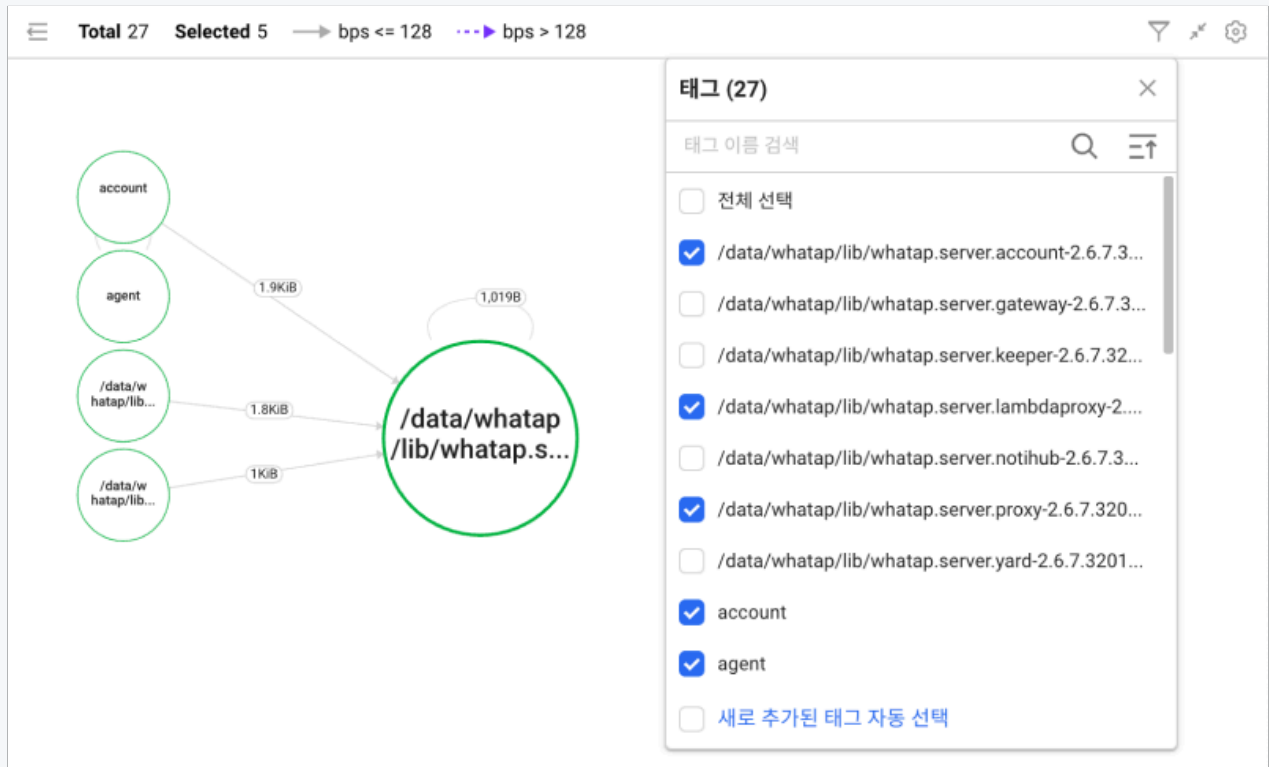 Total 27 Selected 5 bps <= 128 bps > 128
태그 (27)
태그 이름 검색
전체 선택
/data/whatap/lib/whatap.server.account-2.6.7.3...
/data/whatap/lib/whatap.server.gateway-2.6.7.3...
/data/whatap/lib/whatap.server.keeper-2.6.7.32...
/data/whatap/lib/whatap.server.lambdaproxy-2....
/data/whatap/lib/whatap.server.notihub-2.6.7.3...
/data/whatap/lib/whatap.server.proxy-2.6.7.320...
/data/whatap/lib/whatap.server.yard-2.6.7.3201...
account
agent
새로 추가된 태그 자동 선택
account
agent
/data/w
hatap/lib...
/data/w
hatap/lib...
1.9KiB
1.8KiB
1KiB
1,019B
/data/whatap
/lib/whatap.s...